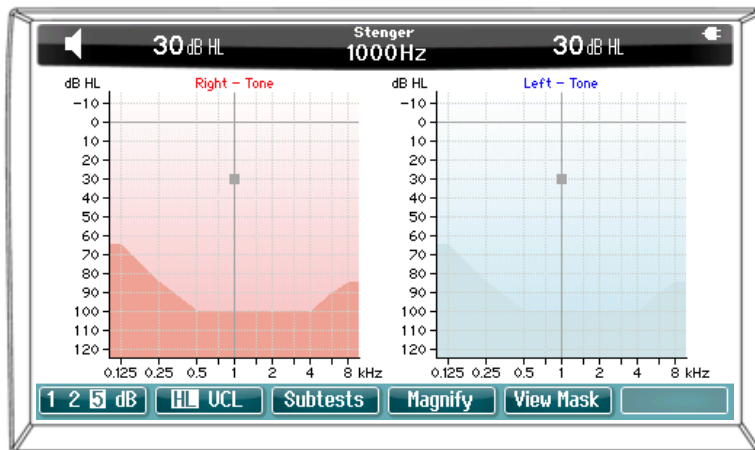 Stenger
30 dB HL 1000Hz 30 dB HL
dB HL Right - Tone dB HL Left - Tone
-10 -10
0 0
10 10
20 20
30 30
40 40
50 50
60 60
70 70
80 80
90 90
100 100
110 110
120 120
0.125 0.25 0.5 1 2 4 8 kHz 0.125 0.25 0.5 1 2 4 8 kHz
1 2 5 dB HL UCL Subtests Magnify View Mask